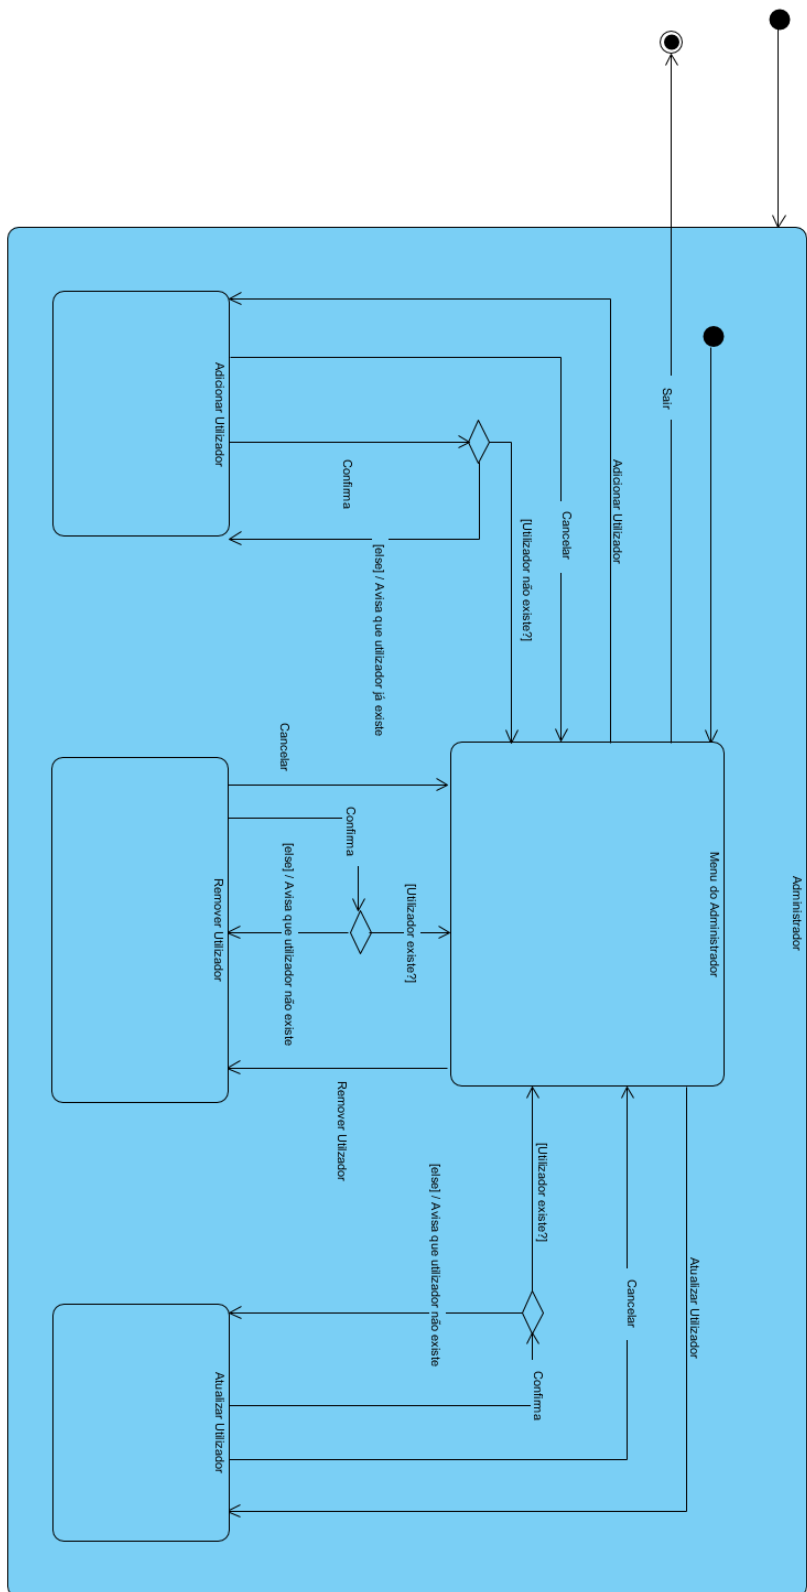 Administrador
Menu do Administrador
Sair
Adicionar Utilizador
Cancelar
[Utilizador não existe?]
Confirma
[else] / Avisa que utilizador já existe
Adicionar Utilizador
Cancelar
Confirma
[Utilizador existe?]
[else] / Avisa que utilizador não existe
Remover Utilizador
Remover Utilzador
Atualizar Utilizador
Cancelar
[Utilizador existe?]
Confirma
[else] / Avisa que utilizador não existe
Atualizar Utilizador